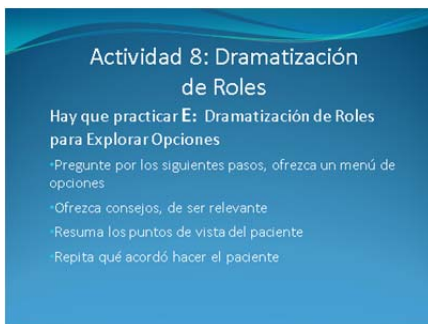 Actividad 8: Dramatización
de Roles
Hay que practicar E: Dramatización de Roles
para Explorar Opciones
•Pregunte por los siguientes pasos, ofrezca un menú de
opciones
•Ofrezca consejos, de ser relevante
•Resuma los puntos de vista del paciente
•Repita qué acordó hacer el paciente